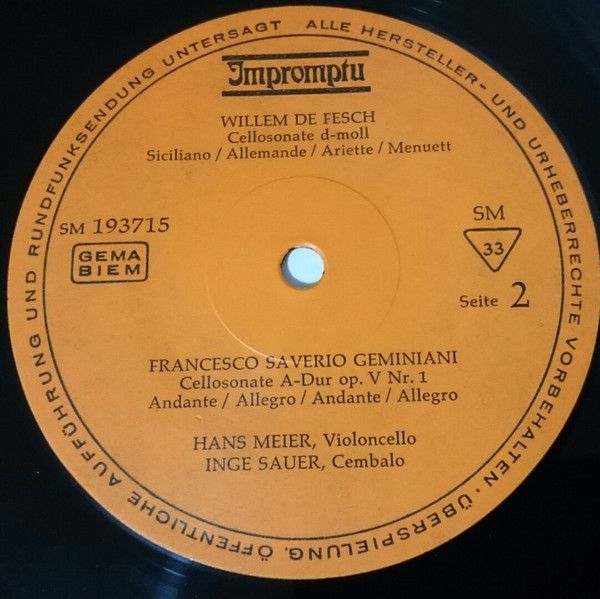 Impromptu
WILLEM DE FESCH
Cellosonate d-moll
Siciliano / Allemande / Ariette / Menuett
SM 193715
GEMA
BIEM
SM
33
Seite 2
FRANCESCO SAVERIO GEMINIANI
Cellosonate A-Dur op. V Nr. 1
Andante / Allegro / Andante / Allegro
HANS MEIER, Violoncello
INGE SAUER, Cembalo
ALLE HERSTELLER- UND URHEBERRECHTE VORBEHALTEN · ÜBERSPIELUNG, ÖFFENTLICHE AUFFÜHRUNG UND RUNDFUNKSENDUNG UNTERSAGT